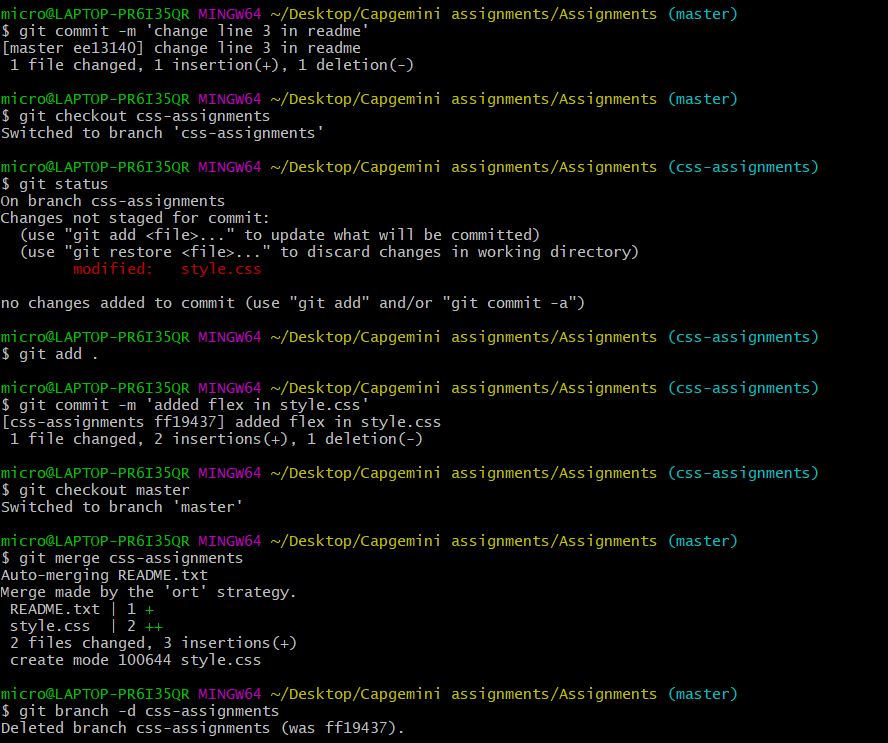 micro@LAPTOP-PR6I35QR MINGW64 ~/Desktop/Capgemini assignments/Assignments (master)
$ git commit -m 'change line 3 in readme'
[master ee13140] change line 3 in readme
 1 file changed, 1 insertion(+), 1 deletion(-)

micro@LAPTOP-PR6I35QR MINGW64 ~/Desktop/Capgemini assignments/Assignments (master)
$ git checkout css-assignments
Switched to branch 'css-assignments'

micro@LAPTOP-PR6I35QR MINGW64 ~/Desktop/Capgemini assignments/Assignments (css-assignments)
$ git status
On branch css-assignments
Changes not staged for commit:
  (use "git add <file>..." to update what will be committed)
  (use "git restore <file>..." to discard changes in working directory)
        modified:   style.css

no changes added to commit (use "git add" and/or "git commit -a")

micro@LAPTOP-PR6I35QR MINGW64 ~/Desktop/Capgemini assignments/Assignments (css-assignments)
$ git add .

micro@LAPTOP-PR6I35QR MINGW64 ~/Desktop/Capgemini assignments/Assignments (css-assignments)
$ git commit -m 'added flex in style.css'
[css-assignments ff19437] added flex in style.css
 1 file changed, 2 insertions(+), 1 deletion(-)

micro@LAPTOP-PR6I35QR MINGW64 ~/Desktop/Capgemini assignments/Assignments (css-assignments)
$ git checkout master
Switched to branch 'master'

micro@LAPTOP-PR6I35QR MINGW64 ~/Desktop/Capgemini assignments/Assignments (master)
$ git merge css-assignments
Auto-merging README.txt
Merge made by the 'ort' strategy.
 README.txt | 1 +
 style.css  | 2 ++
 2 files changed, 3 insertions(+)
 create mode 100644 style.css

micro@LAPTOP-PR6I35QR MINGW64 ~/Desktop/Capgemini assignments/Assignments (master)
$ git branch -d css-assignments
Deleted branch css-assignments (was ff19437).